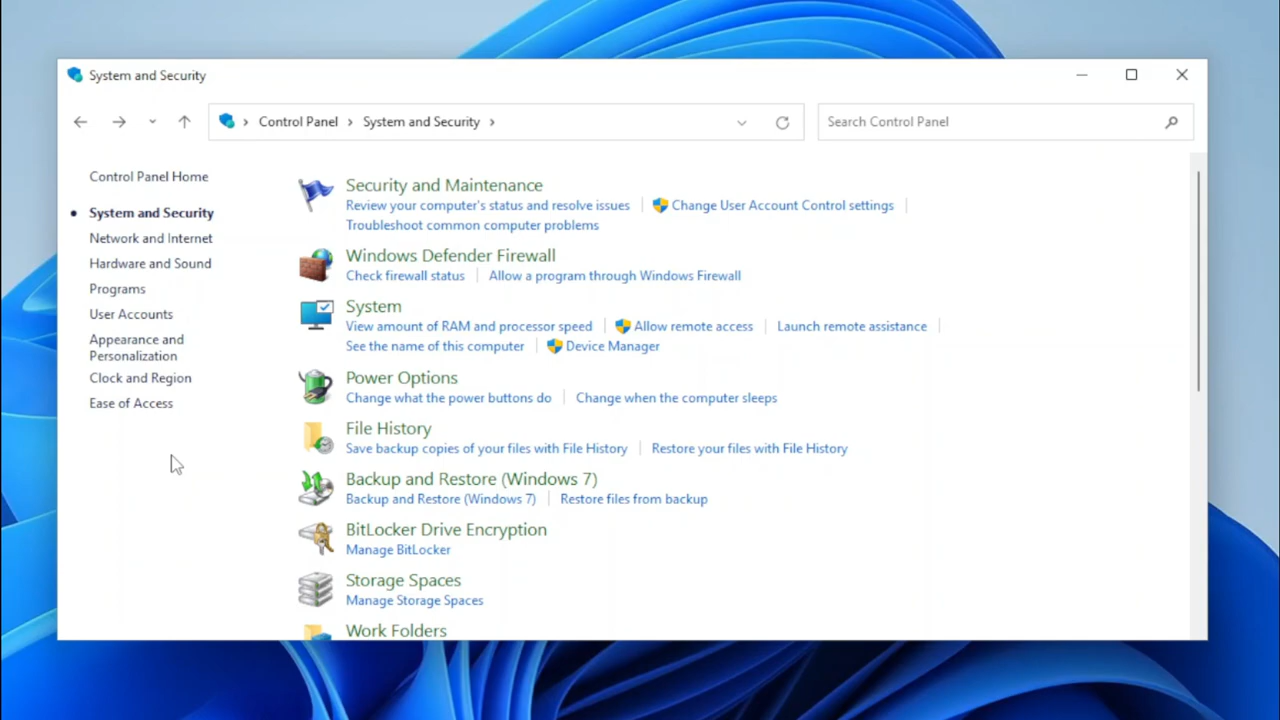 System and Security
Control Panel > System and Security >
Search Control Panel
Control Panel Home
System and Security
Network and Internet
Hardware and Sound
Programs
User Accounts
Appearance and
Personalization
Clock and Region
Ease of Access
Security and Maintenance
Review your computer's status and resolve issues | Change User Account Control settings |
Troubleshoot common computer problems
Windows Defender Firewall
Check firewall status | Allow a program through Windows Firewall
System
View amount of RAM and processor speed | Allow remote access | Launch remote assistance |
See the name of this computer | Device Manager
Power Options
Change what the power buttons do | Change when the computer sleeps
File History
Save backup copies of your files with File History | Restore your files with File History
Backup and Restore (Windows 7)
Backup and Restore (Windows 7) | Restore files from backup
BitLocker Drive Encryption
Manage BitLocker
Storage Spaces
Manage Storage Spaces
Work Folders